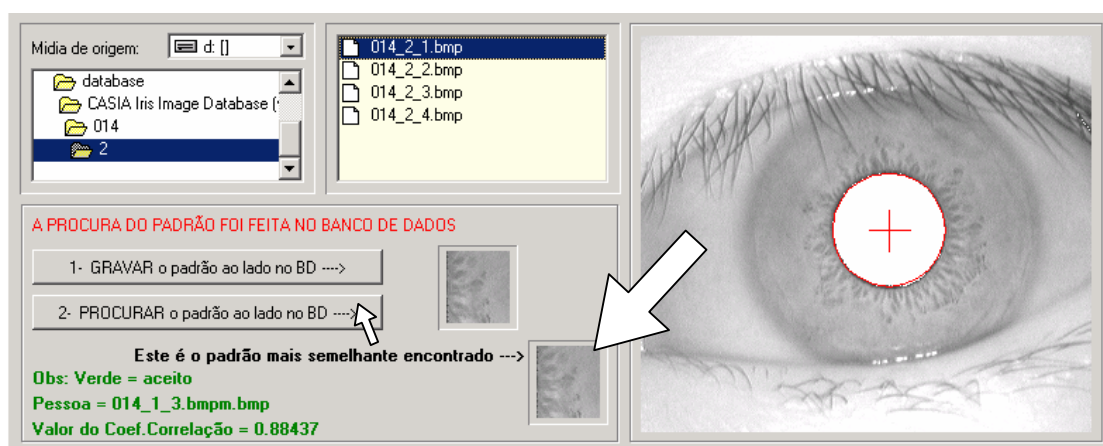 Midia de origem:
d: []
database
CASIA Iris Image Database (
014
2
014_2_1.bmp
014_2_2.bmp
014_2_3.bmp
014_2_4.bmp
A PROCURA DO PADRÃO FOI FEITA NO BANCO DE DADOS
1- GRAVAR o padrão ao lado no BD ---->
2- PROCURAR o padrão ao lado no BD ---->
Este é o padrão mais semelhante encontrado --->
Obs: Verde = aceito
Pessoa = 014_1_3.bmpm.bmp
Valor do Coef.Correlação = 0.88437